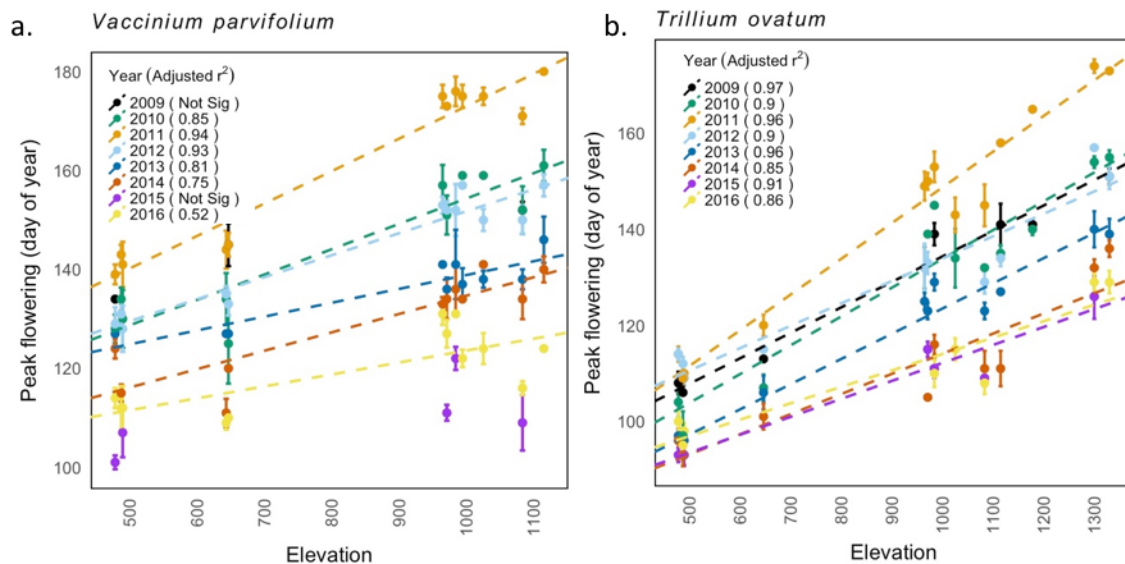 a.
Vaccinium parvifolium
Year (Adjusted r²)
2009 ( Not Sig )
2010 ( 0.85 )
2011 ( 0.94 )
2012 ( 0.93 )
2013 ( 0.81 )
2014 ( 0.75 )
2015 ( Not Sig )
2016 ( 0.52 )
Peak flowering (day of year)
180
160
140
120
100
500
600
700
800
900
1000
1100
Elevation
b.
Trillium ovatum
Year (Adjusted r²)
2009 ( 0.97 )
2010 ( 0.9 )
2011 ( 0.96 )
2012 ( 0.9 )
2013 ( 0.96 )
2014 ( 0.85 )
2015 ( 0.91 )
2016 ( 0.86 )
Peak flowering (day of year)
160
140
120
100
500
600
700
800
900
1000
1100
1200
1300
Elevation